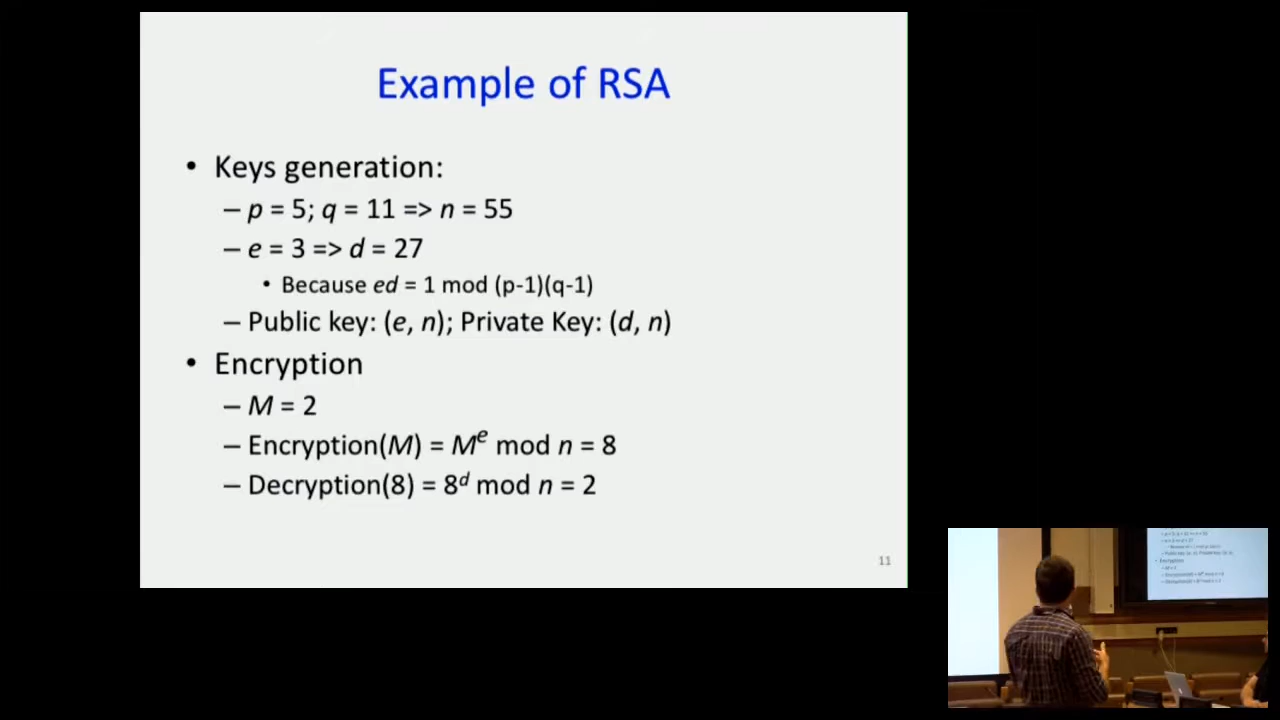 Example of RSA
• Keys generation:
– p = 5; q = 11 => n = 55
– e = 3 => d = 27
• Because ed = 1 mod (p-1)(q-1)
– Public key: (e, n); Private Key: (d, n)
• Encryption
– M = 2
– Encryption(M) = Mᵉ mod n = 8
– Decryption(8) = 8ᵈ mod n = 2
11